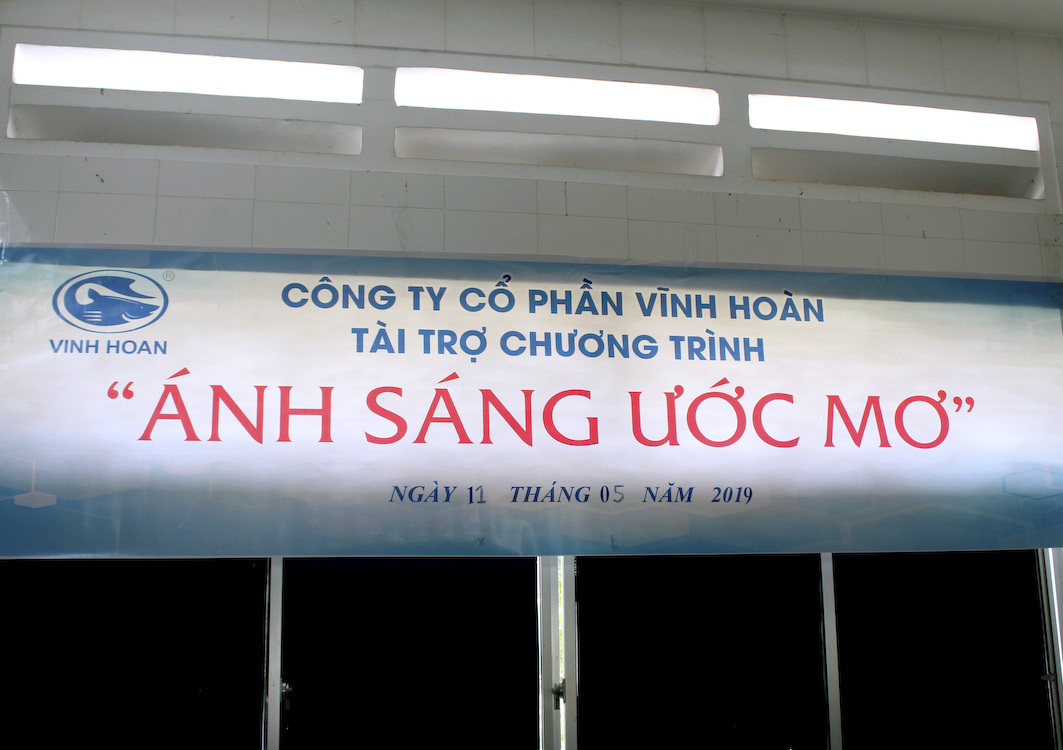 ®
VINH HOAN
CÔNG TY CỔ PHẦN VĨNH HOÀN
TÀI TRỢ CHƯƠNG TRÌNH
“ÁNH SÁNG ƯỚC MƠ”
NGÀY 11 THÁNG 05 NĂM 2019